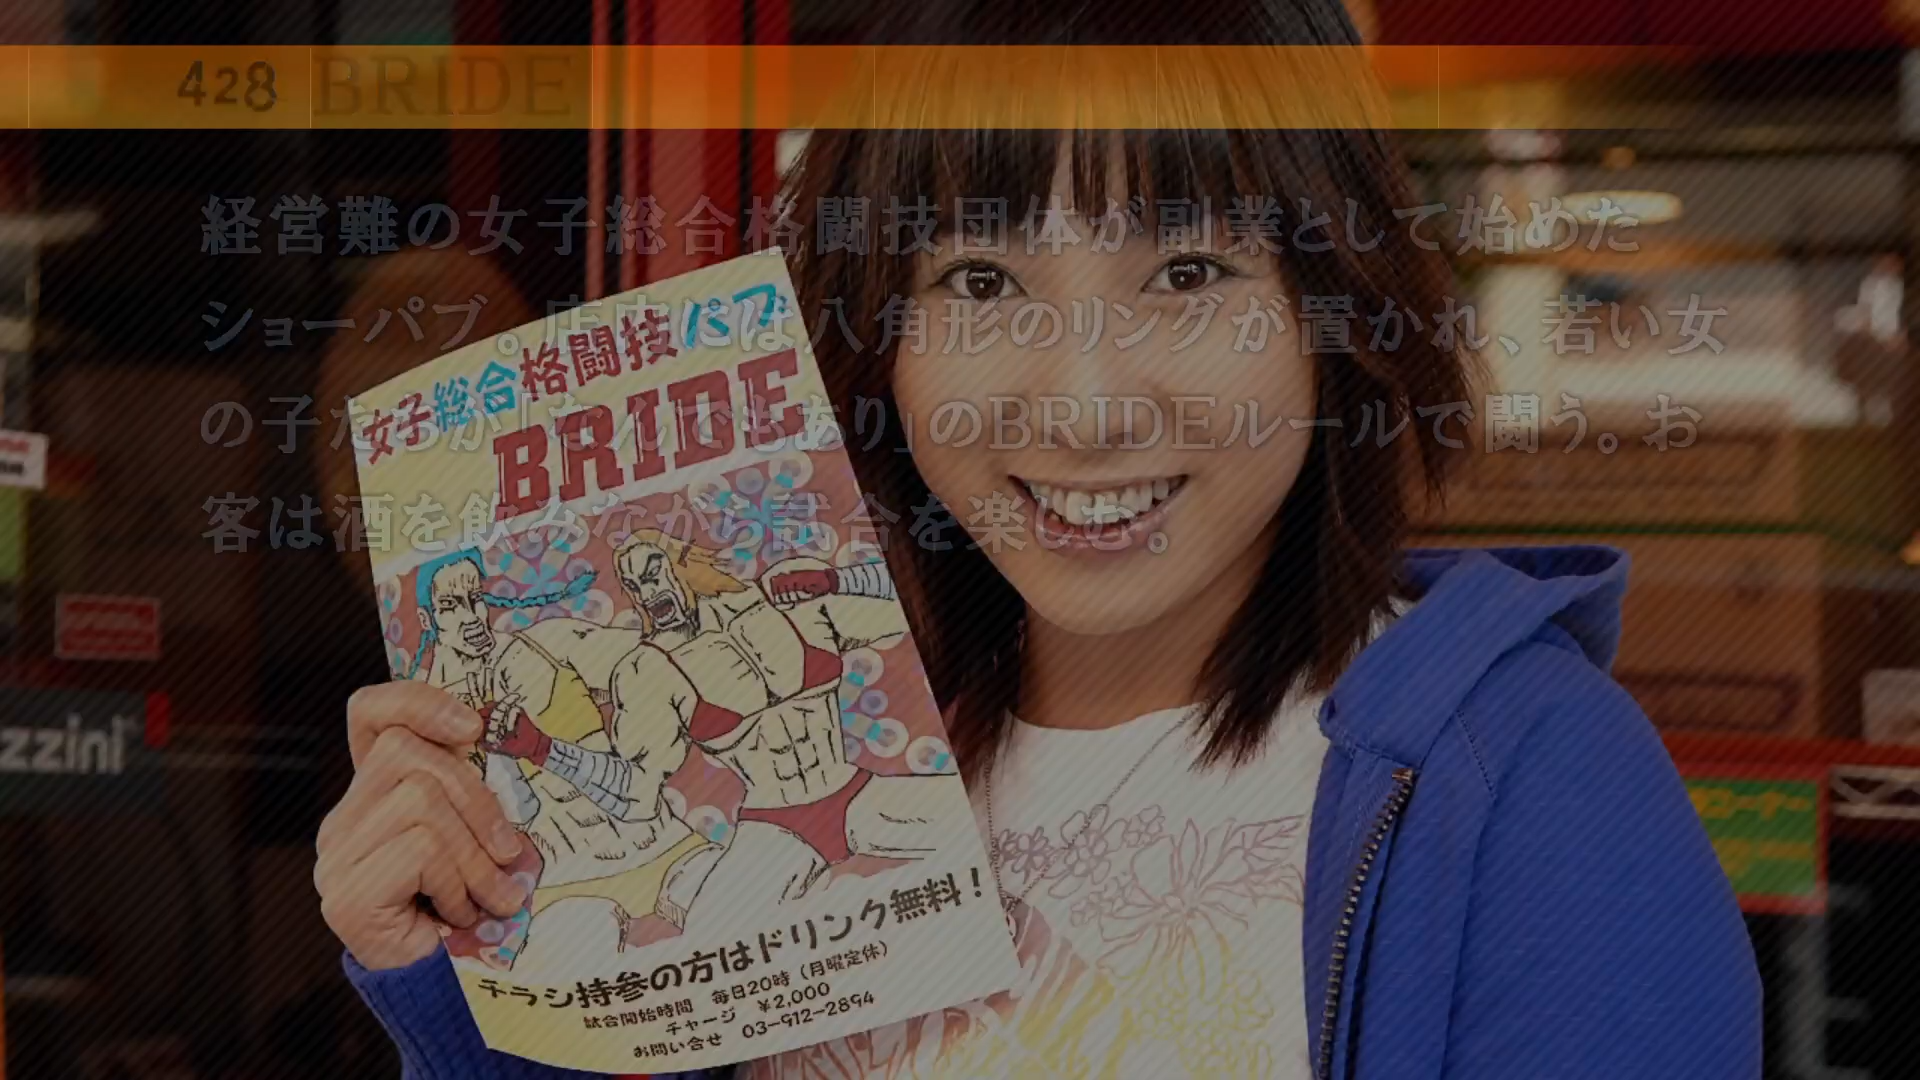 428 BRIDE
経営難の女子総合格闘技団体が副業として始めた
ショーパブ。店内には八角形のリングが置かれ、若い女
の子たちが「なんでもあり」のBRIDEルールで闘う。お
客は酒を飲みながら試合を楽しむ。
女子総合格闘技パブ
BRIDE
チラシ持参の方はドリンク無料!
試合開始時間 毎日20時(月曜定休)
チャージ ¥2,000
お問い合せ 03-912-2894
zzini
コーナー